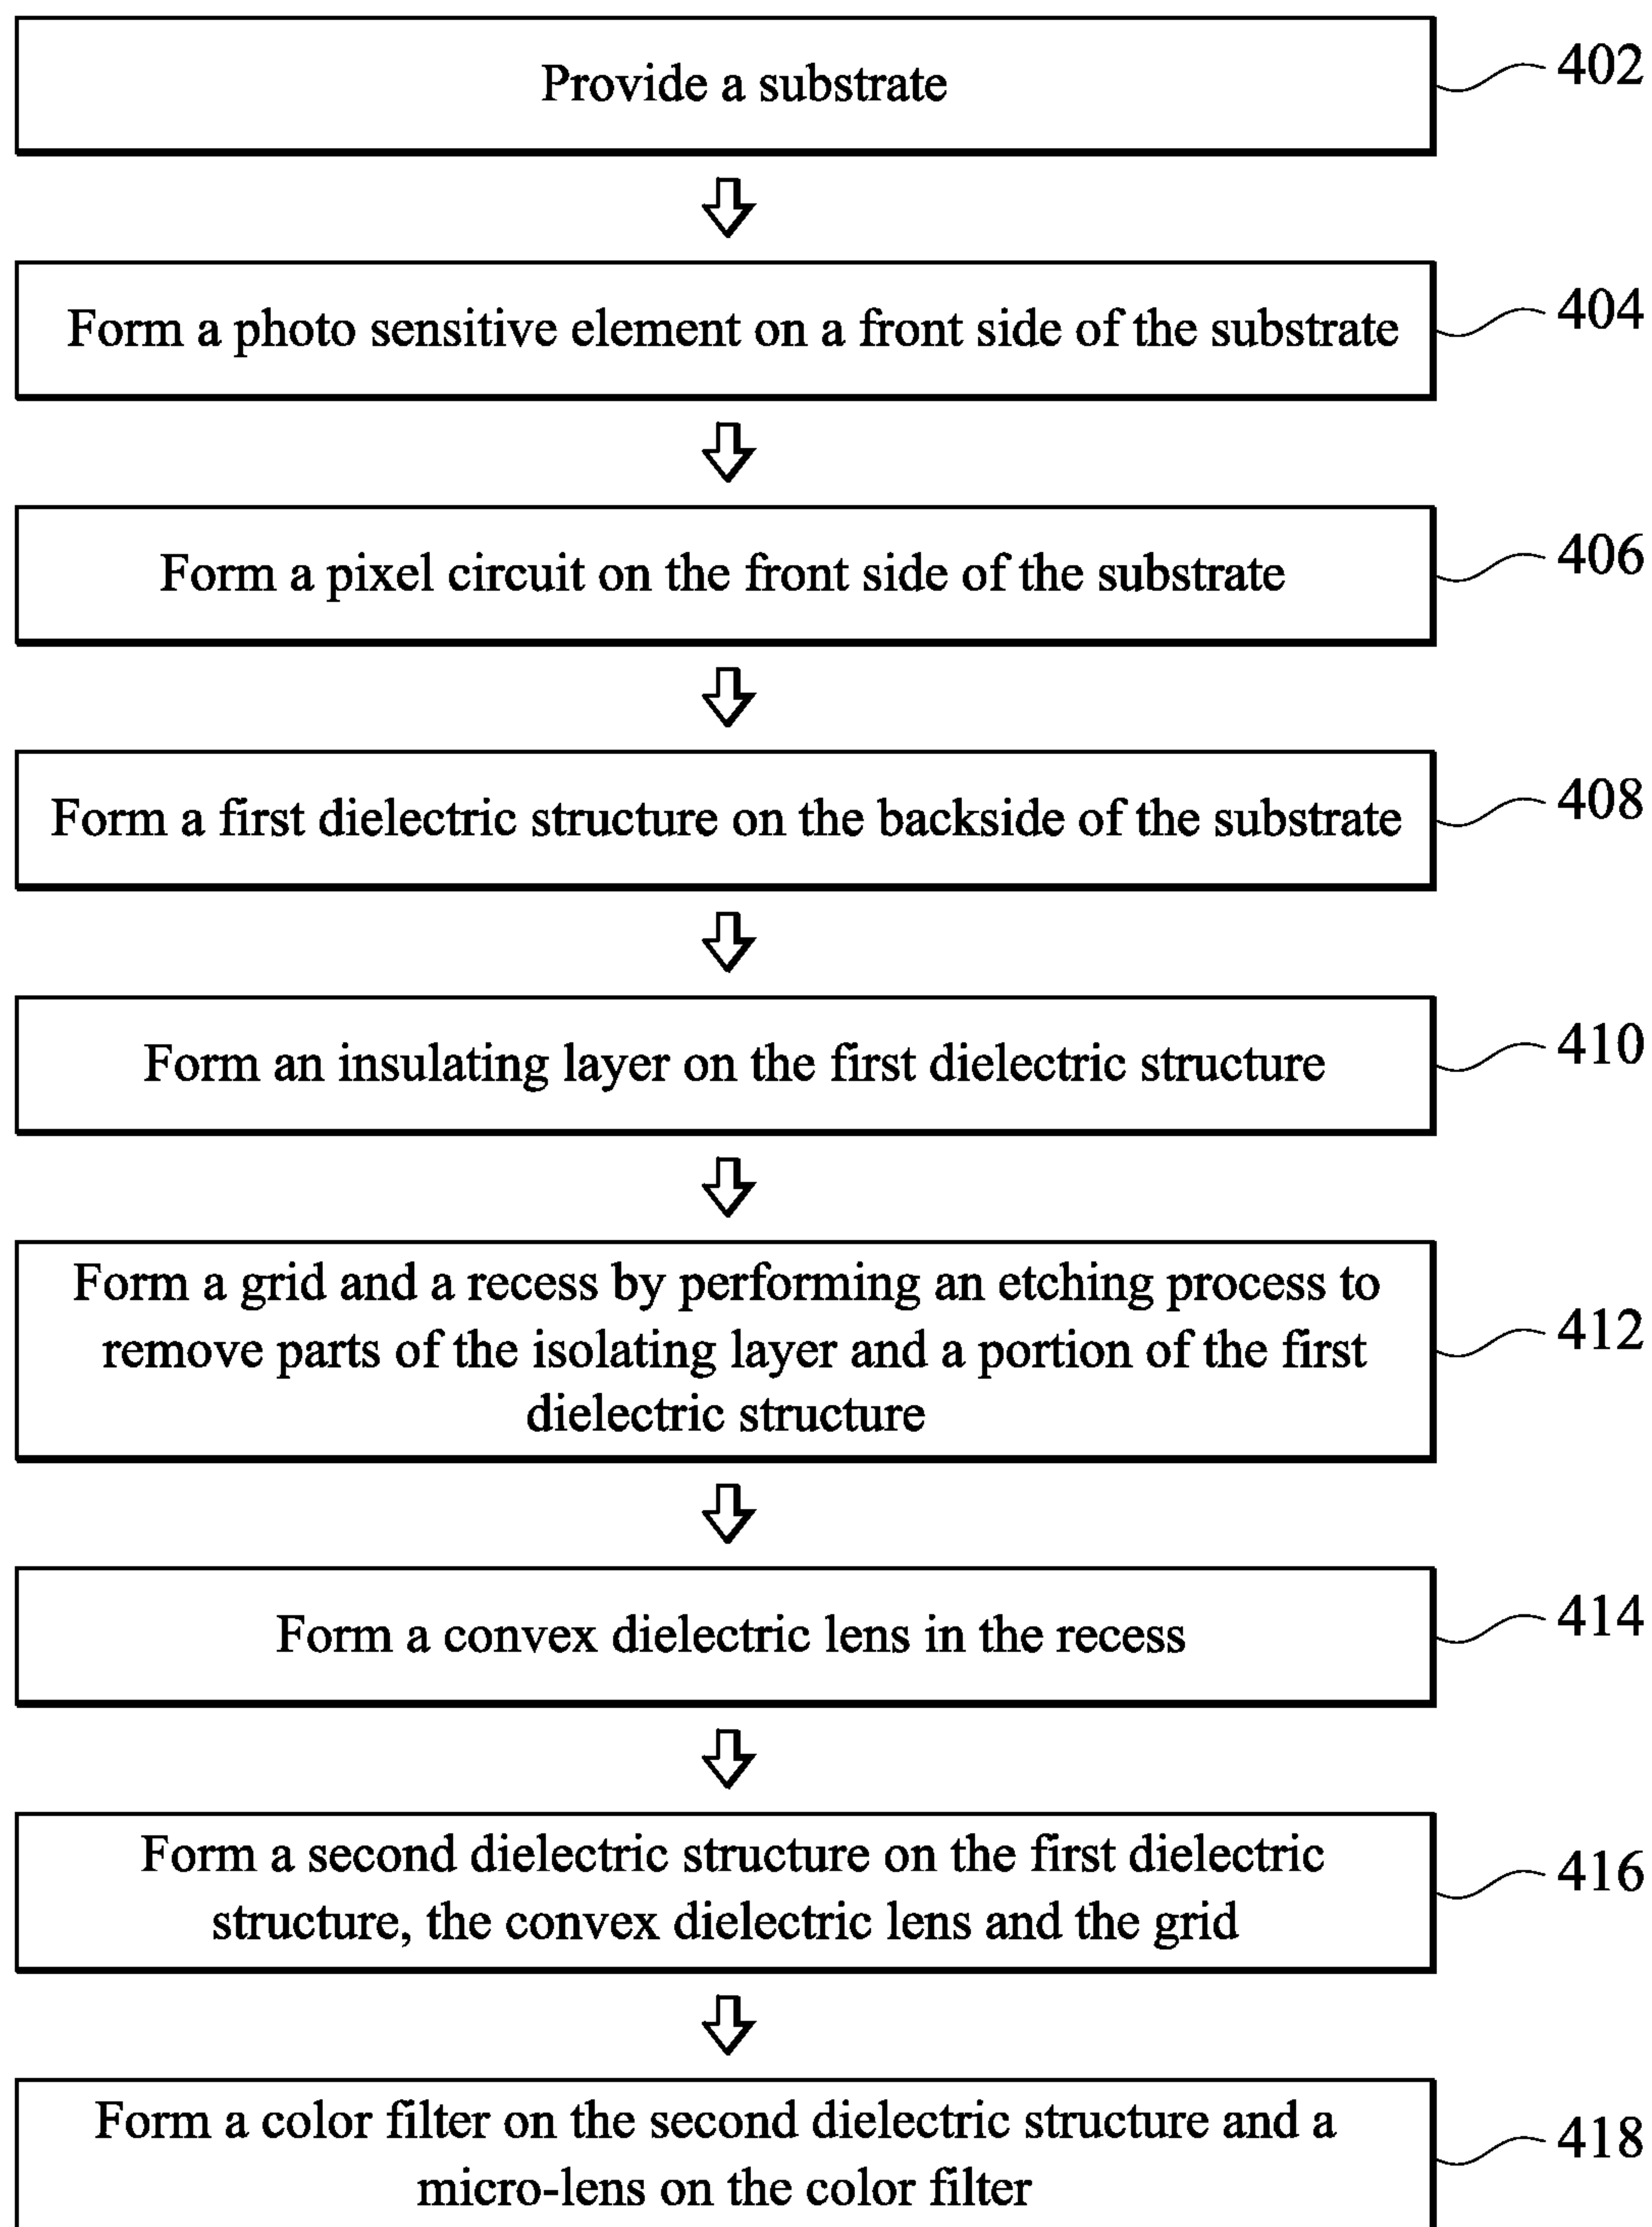 Provide a substrate
402
Form a photo sensitive element on a front side of the substrate
404
Form a pixel circuit on the front side of the substrate
406
Form a first dielectric structure on the backside of the substrate
408
Form an insulating layer on the first dielectric structure
410
Form a grid and a recess by performing an etching process to
remove parts of the isolating layer and a portion of the first
dielectric structure
412
Form a convex dielectric lens in the recess
414
Form a second dielectric structure on the first dielectric
structure, the convex dielectric lens and the grid
416
Form a color filter on the second dielectric structure and a
micro-lens on the color filter
418